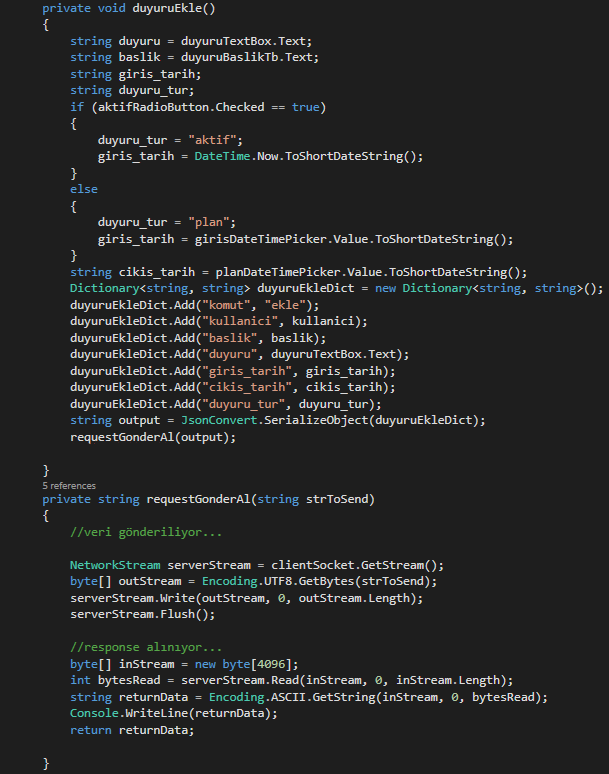 private void duyuruEkle()
{
string duyuru = duyuruTextBox.Text;
string baslik = duyuruBaslikTb.Text;
string giris_tarih;
string duyuru_tur;
if (aktifRadioButton.Checked == true)
{
duyuru_tur = "aktif";
giris_tarih = DateTime.Now.ToShortDateString();
}
else
{
duyuru_tur = "plan";
giris_tarih = girisDateTimePicker.Value.ToShortDateString();
}
string cikis_tarih = planDateTimePicker.Value.ToShortDateString();
Dictionary<string, string> duyuruEkleDict = new Dictionary<string, string>();
duyuruEkleDict.Add("komut", "ekle");
duyuruEkleDict.Add("kullanici", kullanici);
duyuruEkleDict.Add("baslik", baslik);
duyuruEkleDict.Add("duyuru", duyuruTextBox.Text);
duyuruEkleDict.Add("giris_tarih", giris_tarih);
duyuruEkleDict.Add("cikis_tarih", cikis_tarih);
duyuruEkleDict.Add("duyuru_tur", duyuru_tur);
string output = JsonConvert.SerializeObject(duyuruEkleDict);
requestGonderAl(output);
}
5 references
private string requestGonderAl(string strToSend)
{
//veri gönderiliyor...
NetworkStream serverStream = clientSocket.GetStream();
byte[] outStream = Encoding.UTF8.GetBytes(strToSend);
serverStream.Write(outStream, 0, outStream.Length);
serverStream.Flush();
//response alınıyor...
byte[] inStream = new byte[4096];
int bytesRead = serverStream.Read(inStream, 0, inStream.Length);
string returnData = Encoding.ASCII.GetString(inStream, 0, bytesRead);
Console.WriteLine(returnData);
return returnData;
}